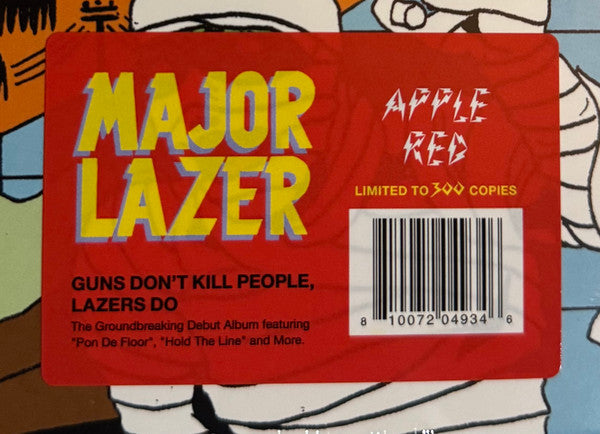 MAJOR
LAZER
GUNS DON'T KILL PEOPLE,
LAZERS DO
The Groundbreaking Debut Album featuring
"Pon De Floor", "Hold The Line" and More.
APPLE
RED
LIMITED TO 300 COPIES
8 10072 04934 6